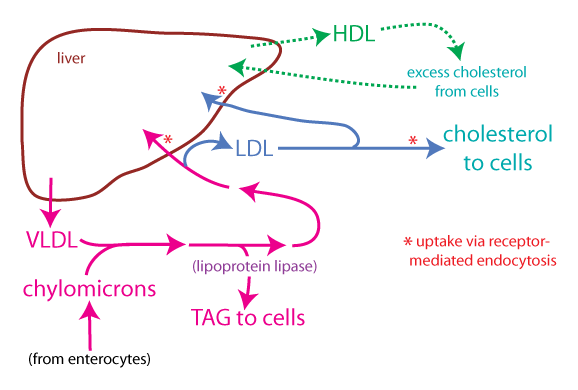 HDL
liver
excess cholesterol
from cells
*
*
LDL
*
cholesterol
to cells
VLDL
* uptake via receptor-
mediated endocytosis
(lipoprotein lipase)
chylomicrons
TAG to cells
(from enterocytes)